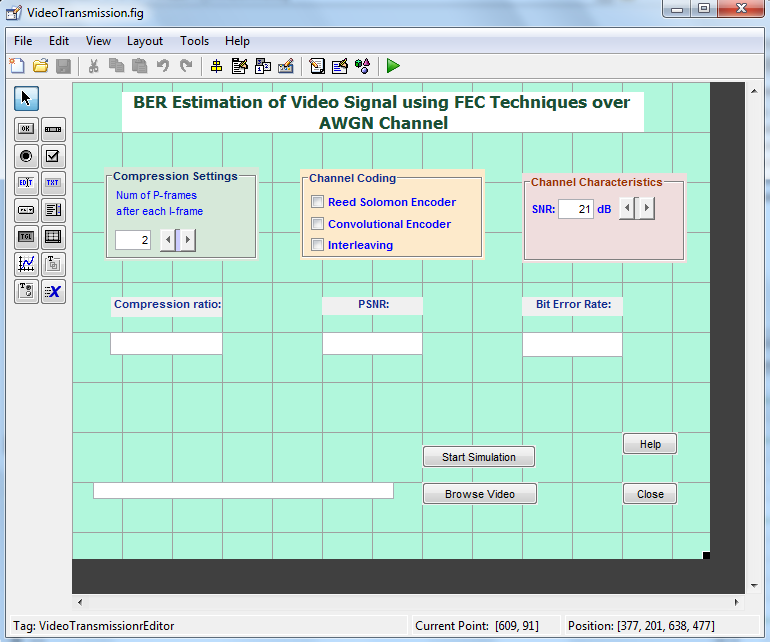 VideoTransmission.fig
File Edit View Layout Tools Help
OK
EDIT TXT
TGL
BER Estimation of Video Signal using FEC Techniques over
AWGN Channel
Compression Settings
Num of P-frames
after each I-frame
2
Channel Coding
Reed Solomon Encoder
Convolutional Encoder
Interleaving
Channel Characteristics
SNR: 21 dB
Compression ratio: PSNR: Bit Error Rate:
Start Simulation Help
Browse Video Close
Tag: VideoTransmissionrEditor Current Point: [609, 91] Position: [377, 201, 638, 477]